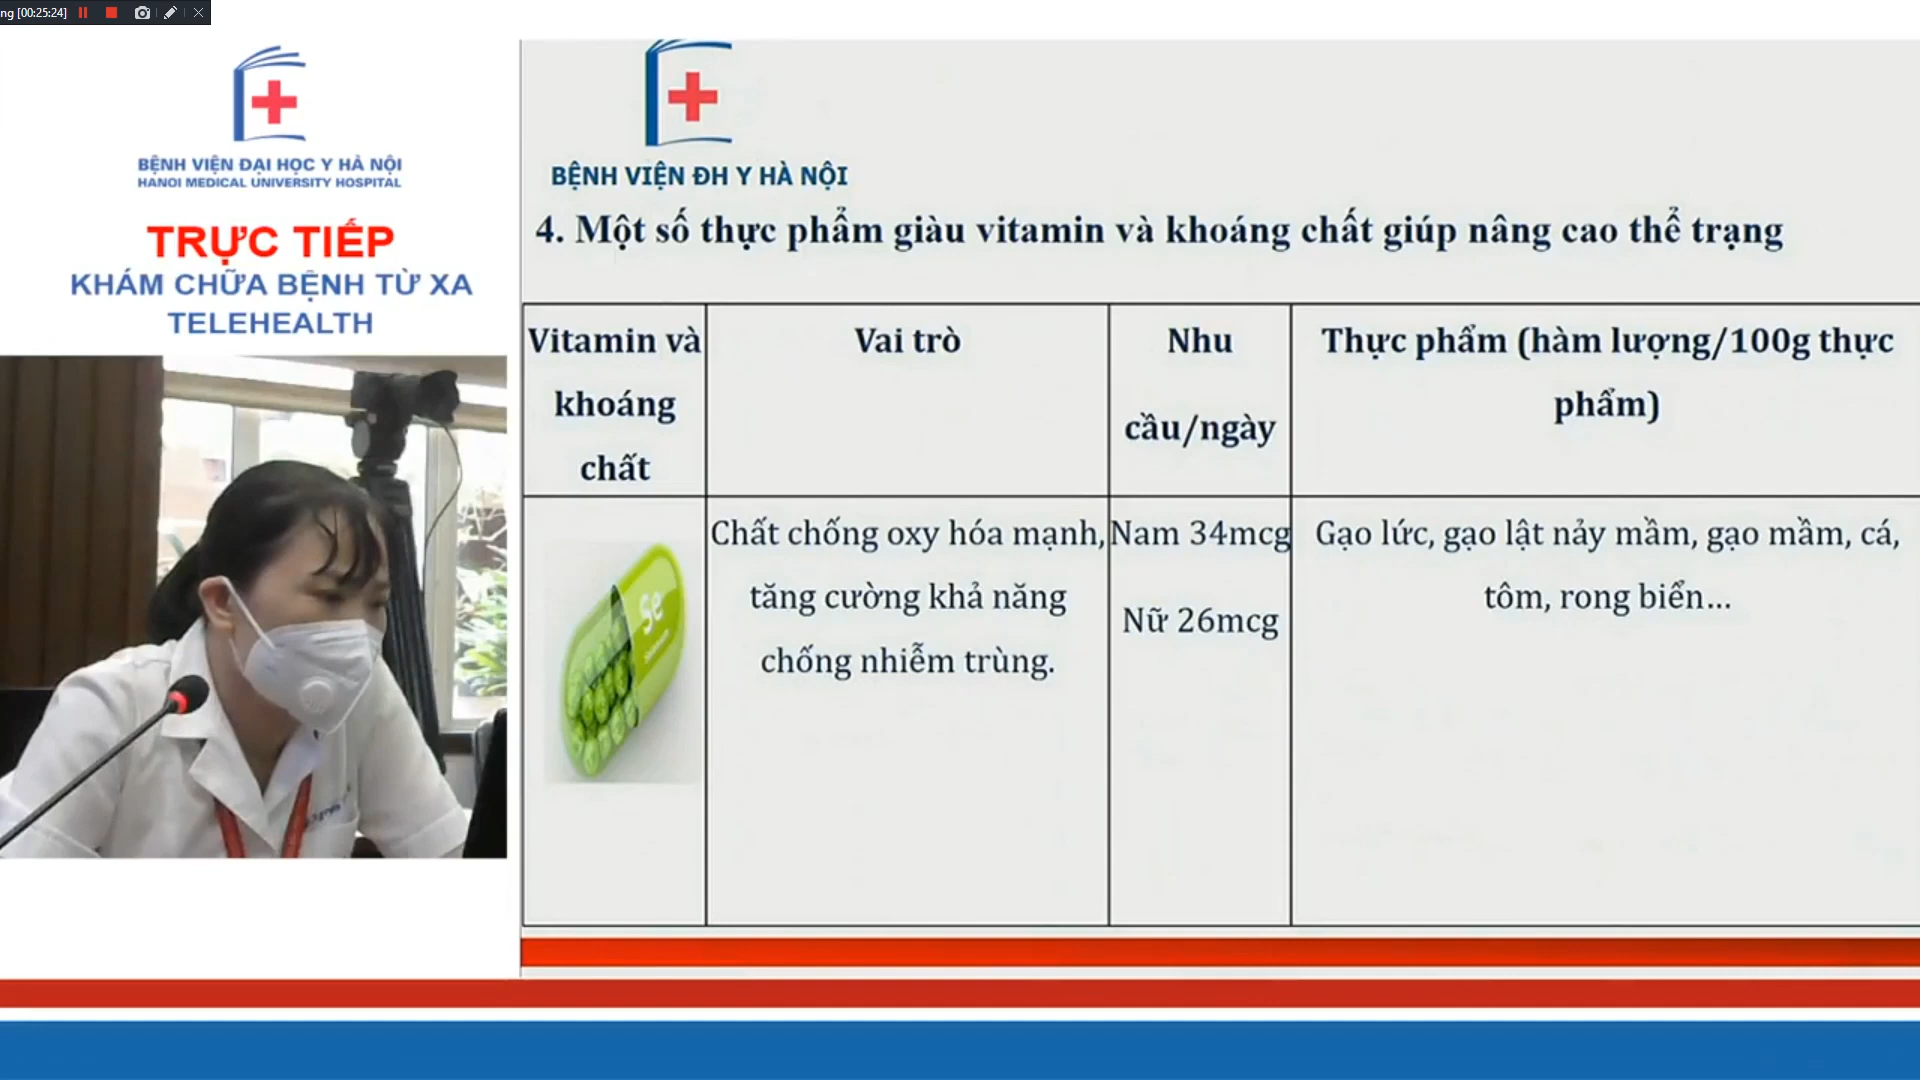 ng [00:25:24]
BỆNH VIỆN ĐẠI HỌC Y HÀ NỘI
HANOI MEDICAL UNIVERSITY HOSPITAL
TRỰC TIẾP
KHÁM CHỮA BỆNH TỪ XA
TELEHEALTH
BỆNH VIỆN ĐH Y HÀ NỘI
4. Một số thực phẩm giàu vitamin và khoáng chất giúp nâng cao thể trạng
Vitamin và
khoáng
chất
Vai trò
Nhu
cầu/ngày
Thực phẩm (hàm lượng/100g thực
phẩm)
Se
Chất chống oxy hóa mạnh,
tăng cường khả năng
chống nhiễm trùng.
Nam 34mcg
Nữ 26mcg
Gạo lức, gạo lật nảy mầm, gạo mầm, cá,
tôm, rong biển...